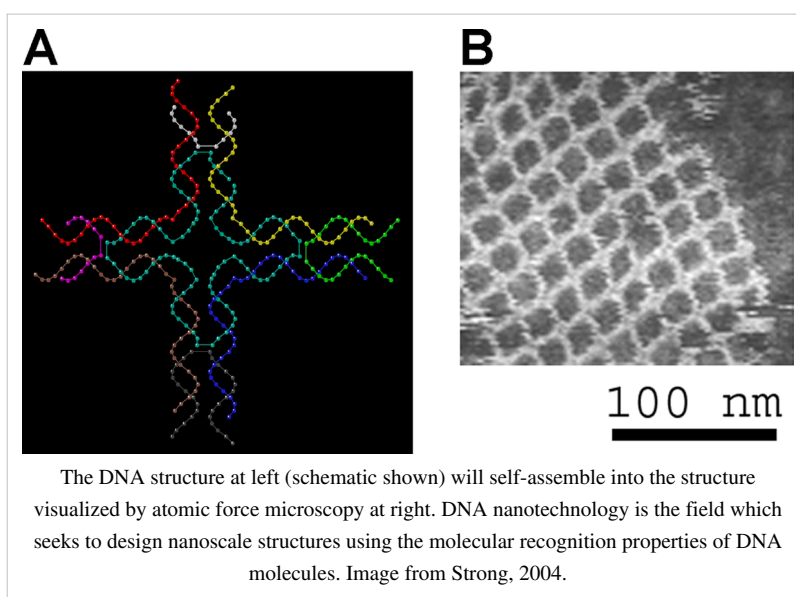 A
B
100 nm
The DNA structure at left (schematic shown) will self-assemble into the structure
visualized by atomic force microscopy at right. DNA nanotechnology is the field which
seeks to design nanoscale structures using the molecular recognition properties of DNA
molecules. Image from Strong, 2004.